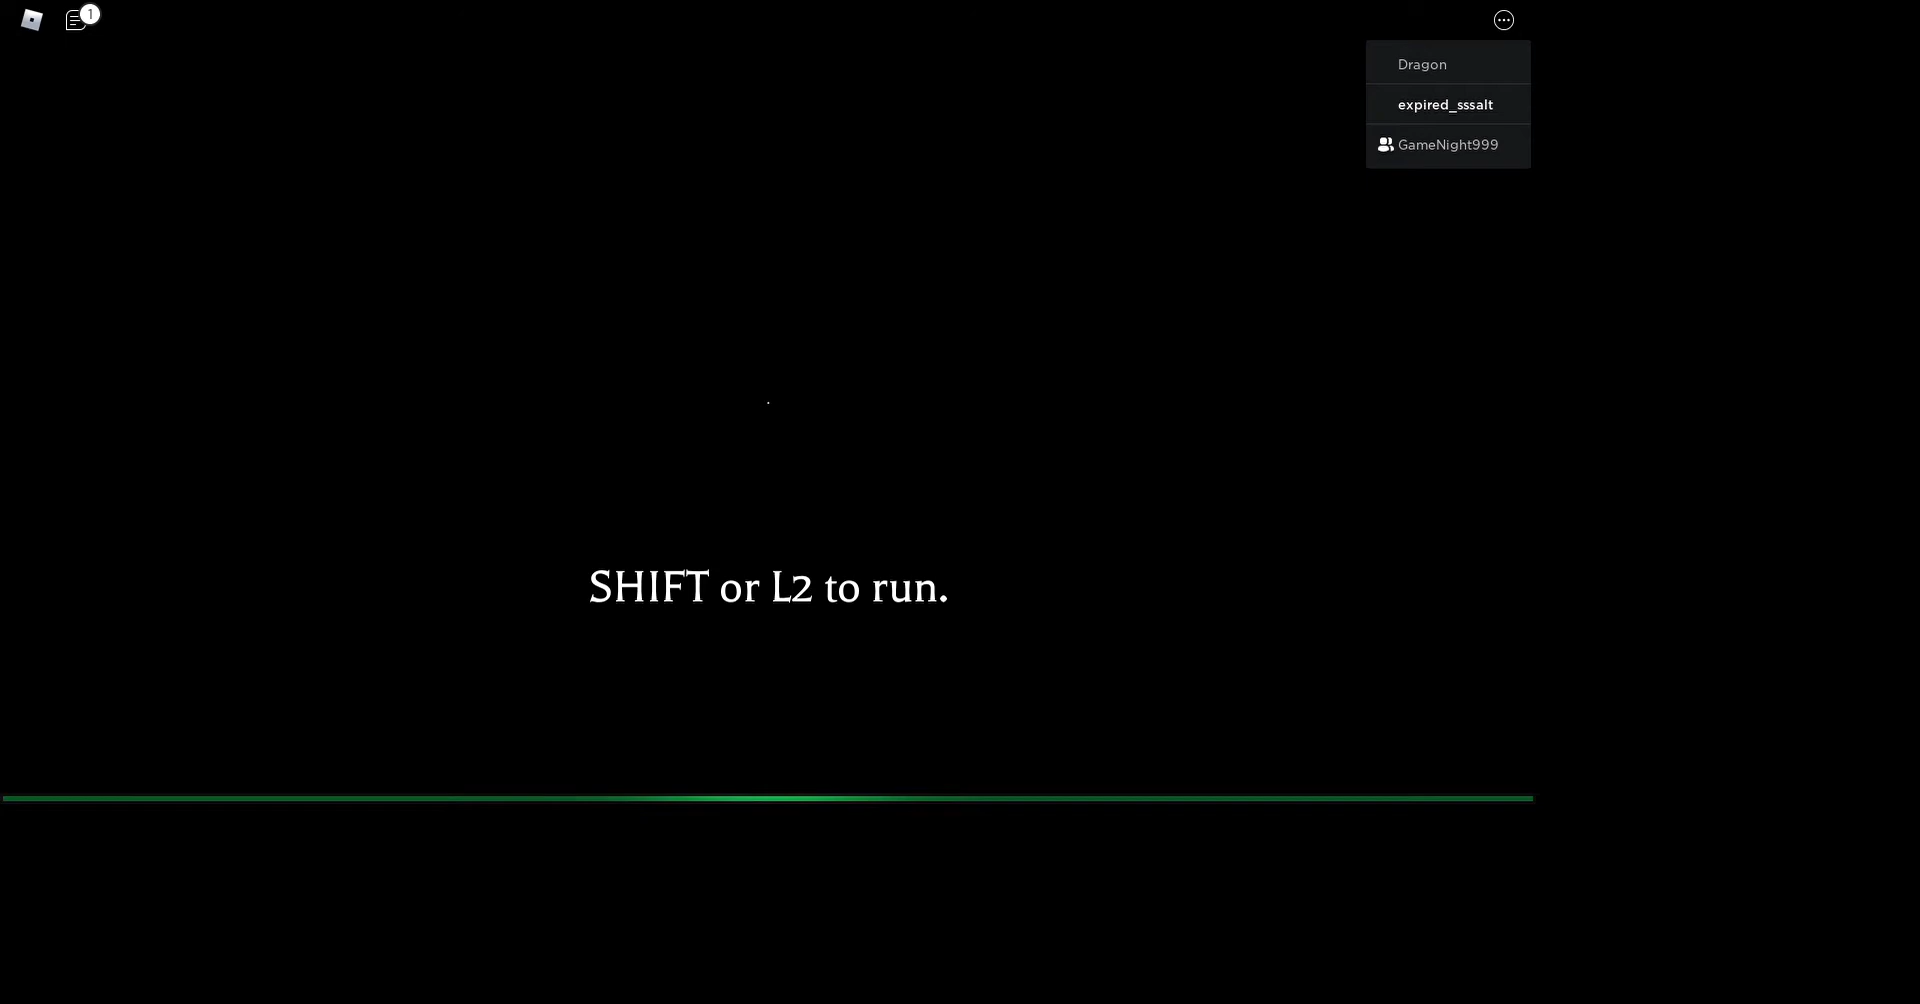 1
Dragon
expired_sssalt
GameNight999
SHIFT or L2 to run.